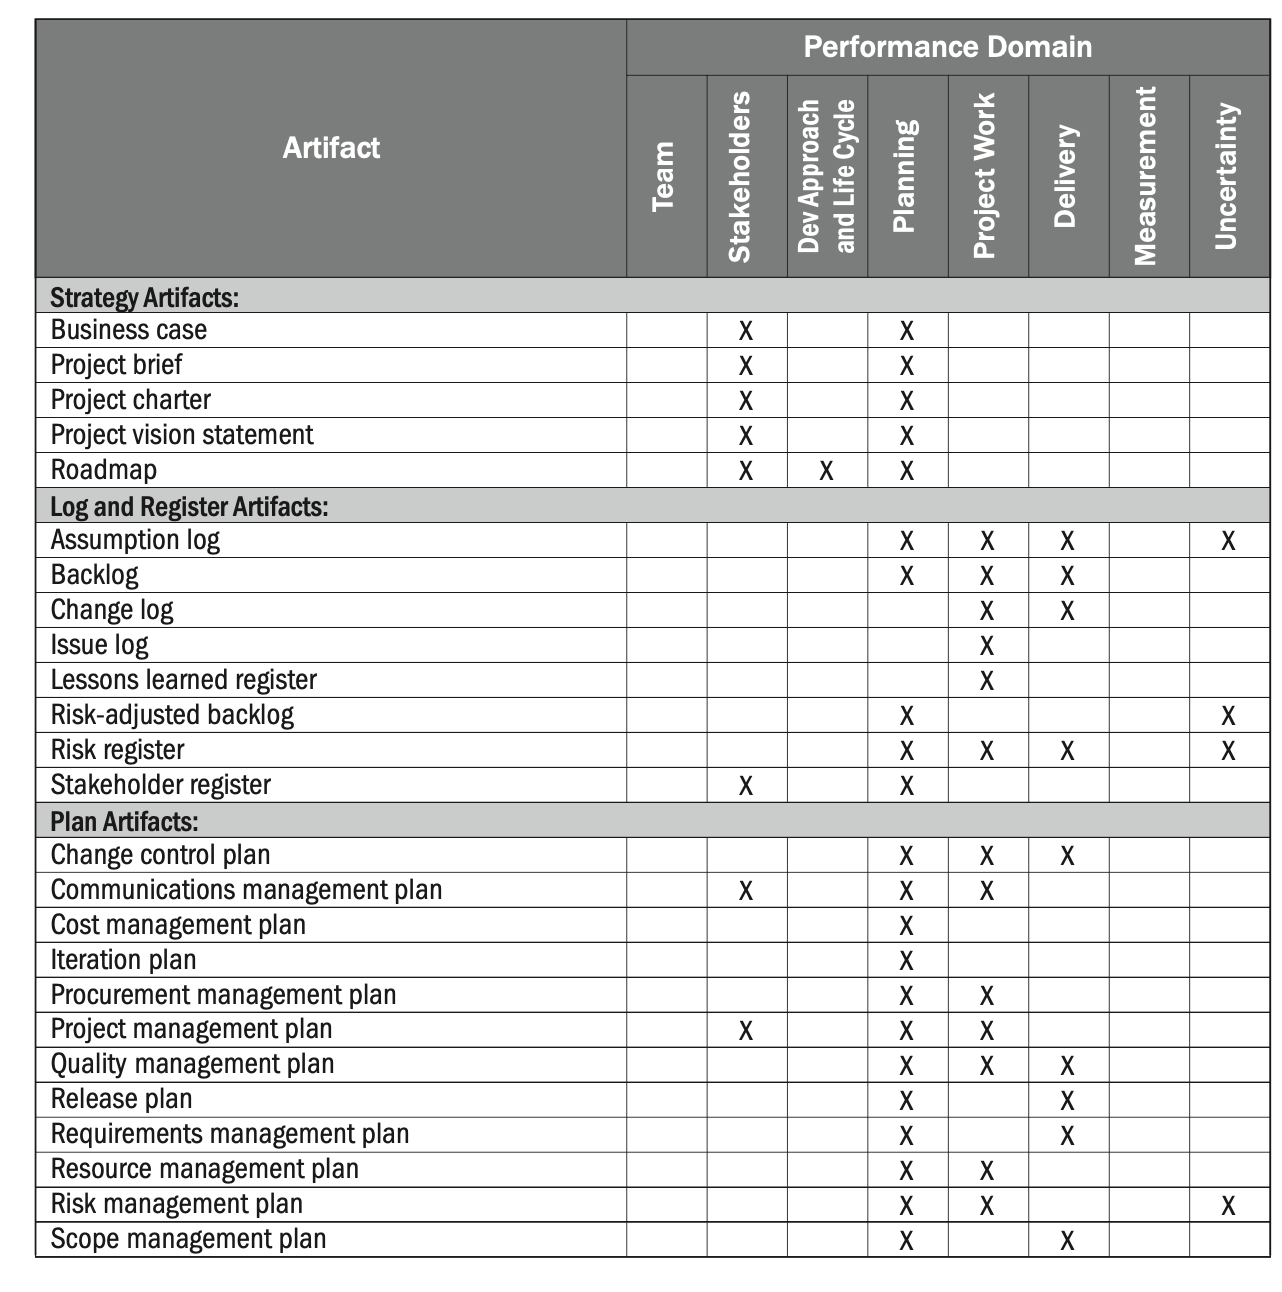 Artifact
Performance Domain
Team
Stakeholders
Dev Approach
and Life Cycle
Planning
Project Work
Delivery
Measurement
Uncertainty
Strategy Artifacts:
Business case X X
Project brief X X
Project charter X X
Project vision statement X X
Roadmap X X X
Log and Register Artifacts:
Assumption log X X X X
Backlog X X X
Change log X X
Issue log X
Lessons learned register X
Risk-adjusted backlog X X
Risk register X X X X
Stakeholder register X X
Plan Artifacts:
Change control plan X X X
Communications management plan X X X
Cost management plan X
Iteration plan X
Procurement management plan X X
Project management plan X X X
Quality management plan X X X
Release plan X X
Requirements management plan X X
Resource management plan X X
Risk management plan X X X
Scope management plan X X